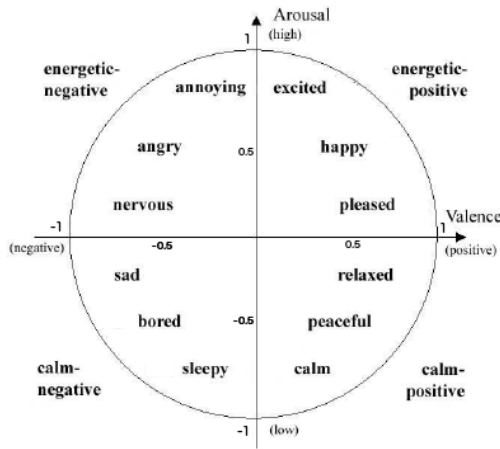 Arousal
1 (high)
energetic-
negative
energetic-
positive
annoying excited
angry 0.5 happy
nervous pleased
-1 1 Valence
(negative) -0.5 0.5 (positive)
sad relaxed
bored -0.5 peaceful
sleepy calm
calm-
negative
calm-
positive
-1 (low)